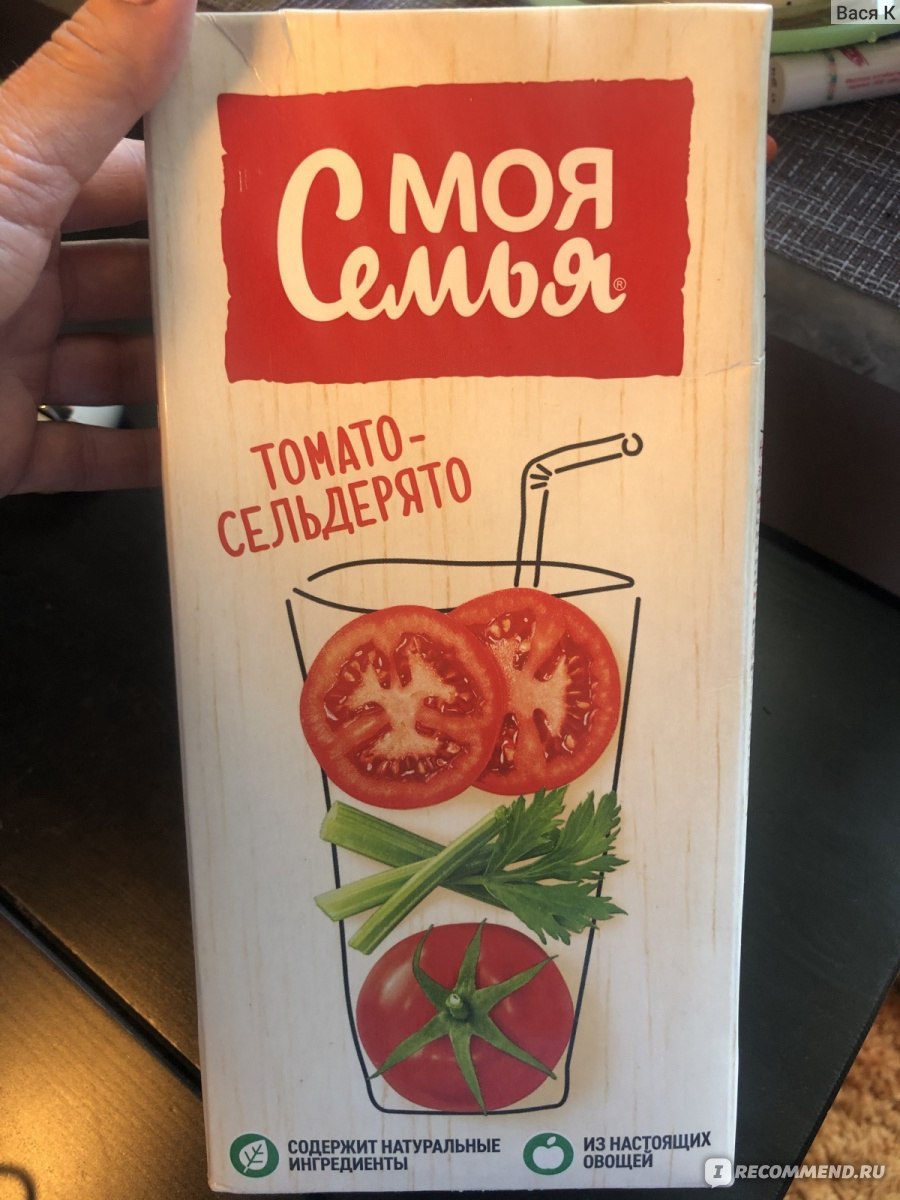 Вася К
МОЯ
Семья®
ТОМАТО-
СЕЛЬДЕРЯТО
СОДЕРЖИТ НАТУРАЛЬНЫЕ
ИНГРЕДИЕНТЫ
ИЗ НАСТОЯЩИХ
ОВОЩЕЙ
IRECOMMEND.RU